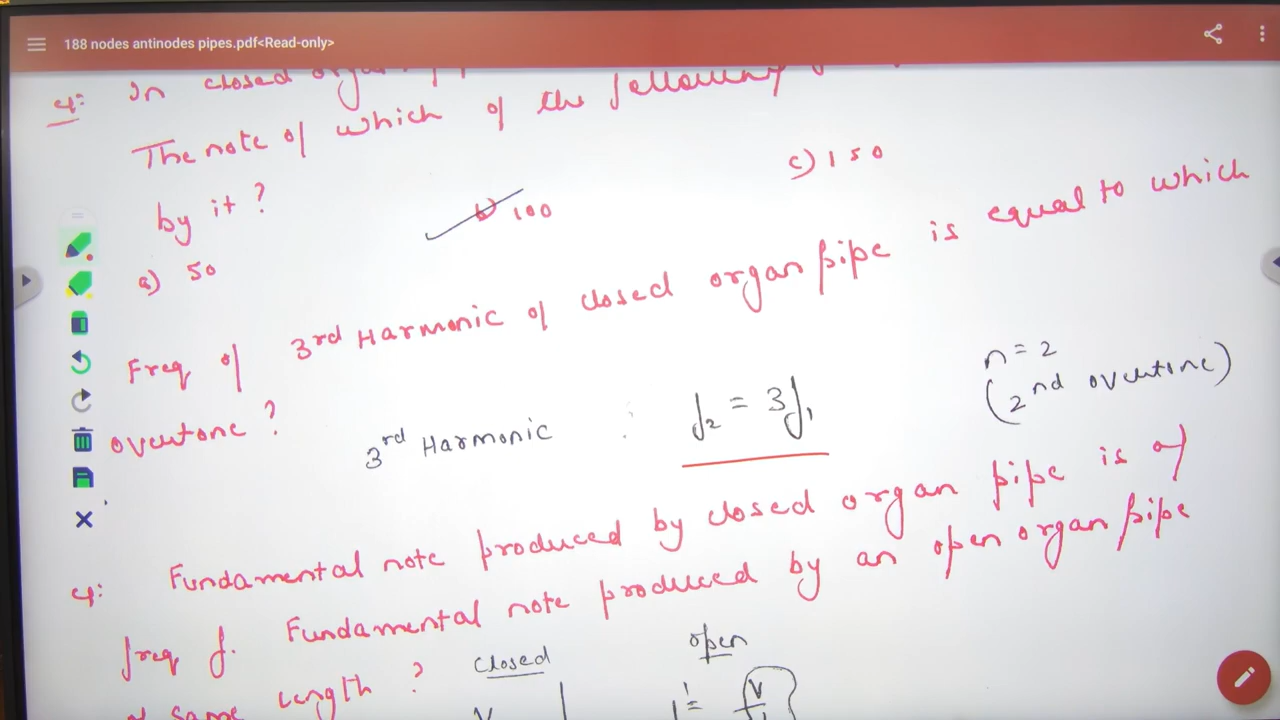 188 nodes antinodes pipes.pdf<Read-only>
Q: In closed organ
The note of which of the following
by it ?
a) 50
b) 100
c) 150
Freq of 3rd Harmonic of closed organ pipe is equal to which
overtone ?
3rd Harmonic : f2 = 3f1
n = 2
(2nd overtone)
Q: Fundamental note produced by closed organ pipe is of
freq f. Fundamental note produced by an open organ pipe
of same length ?
closed
open